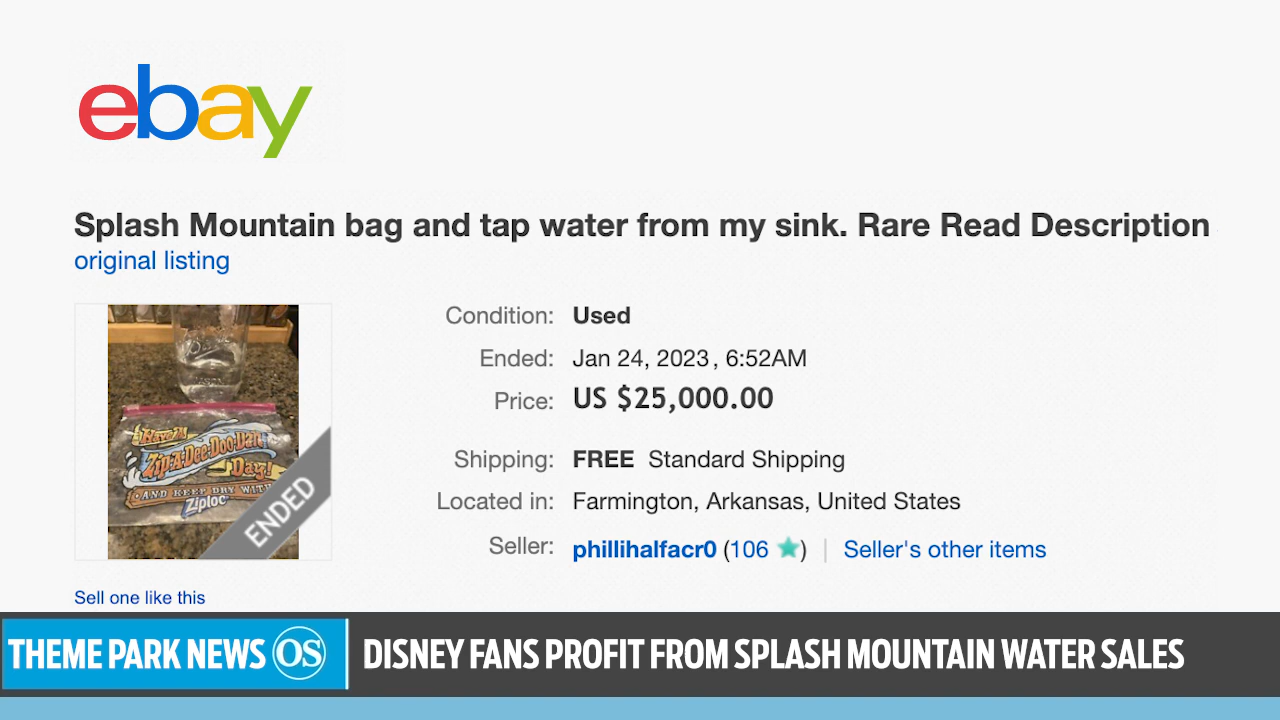 ebay
Splash Mountain bag and tap water from my sink. Rare Read Description
original listing
Condition: Used
Ended: Jan 24, 2023, 6:52AM
Price: US $25,000.00
Shipping: FREE Standard Shipping
Located in: Farmington, Arkansas, United States
Seller: phillihalfacr0 (106 ★) | Seller's other items
Have A
Zip-A-Dee-Doo-Dah
Day!
AND KEEP DRY WITH
Ziploc
ENDED
Sell one like this
THEME PARK NEWS OS DISNEY FANS PROFIT FROM SPLASH MOUNTAIN WATER SALES